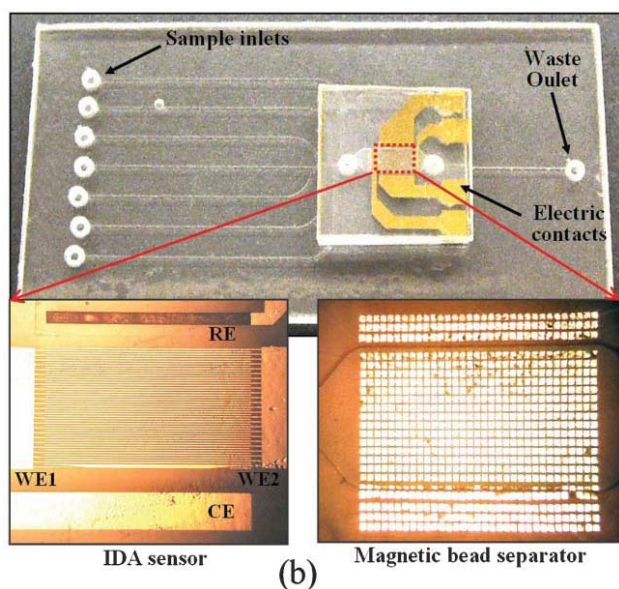 Sample inlets
Waste
Oulet
Electric
contacts
RE
WE1
WE2
CE
IDA sensor
Magnetic bead separator
(b)